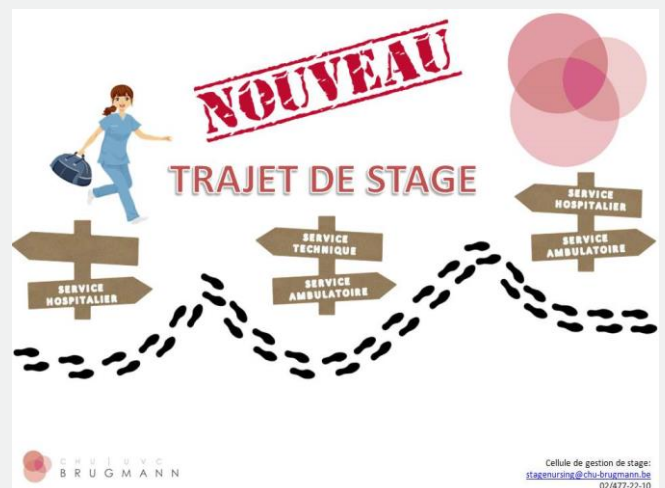 NOUVEAU
TRAJET DE STAGE
SERVICE
HOSPITALIER
SERVICE
TECHNIQUE
SERVICE
AMBULATOIRE
SERVICE
HOSPITALIER
SERVICE
AMBULATOIRE
CHU | UVC
BRUGMANN
Cellule de gestion de stage:
stagenursing@chu-brugmann.be
02/477-22-10